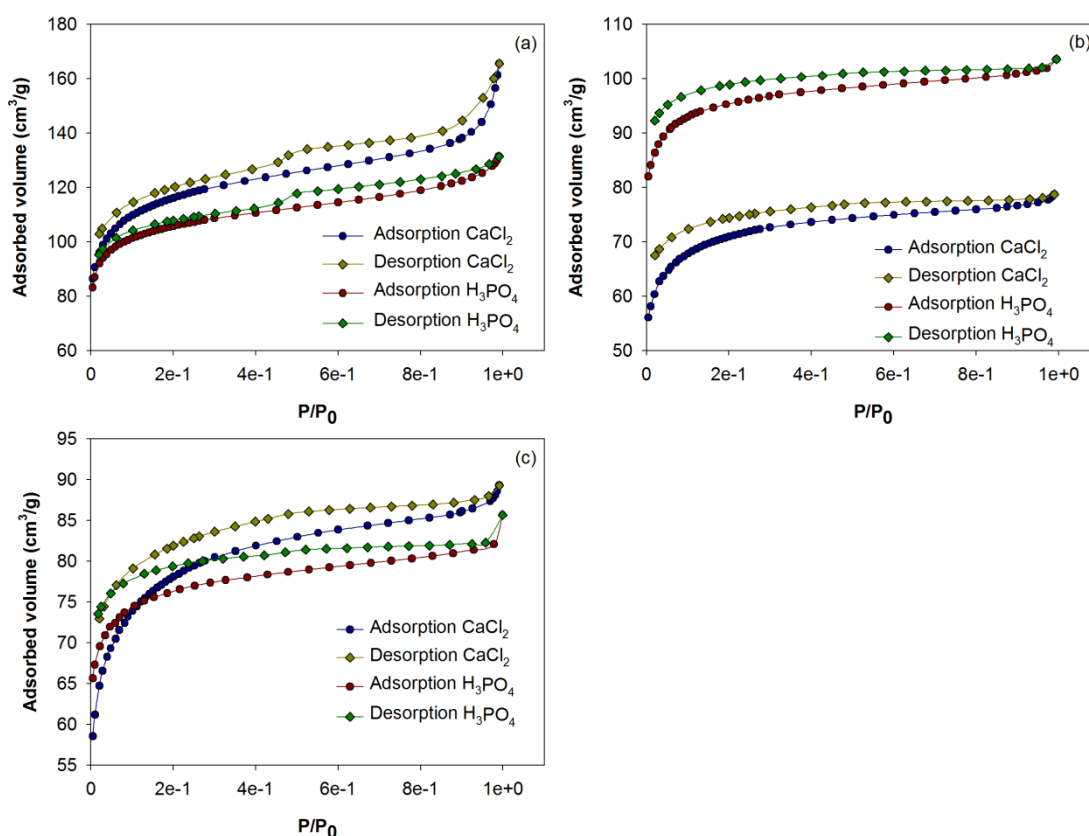 (a)
Adsorbed volume (cm³/g)
180
160
140
120
100
80
60
Adsorption CaCl₂
Desorption CaCl₂
Adsorption H₃PO₄
Desorption H₃PO₄
0 2e-1 4e-1 6e-1 8e-1 1e+0
P/P₀
(b)
Adsorbed volume (cm³/g)
110
100
90
80
70
60
50
Adsorption CaCl₂
Desorption CaCl₂
Adsorption H₃PO₄
Desorption H₃PO₄
0 2e-1 4e-1 6e-1 8e-1 1e+0
P/P₀
(c)
Adsorbed volume (cm³/g)
95
90
85
80
75
70
65
60
55
Adsorption CaCl₂
Desorption CaCl₂
Adsorption H₃PO₄
Desorption H₃PO₄
0 2e-1 4e-1 6e-1 8e-1 1e+0
P/P₀